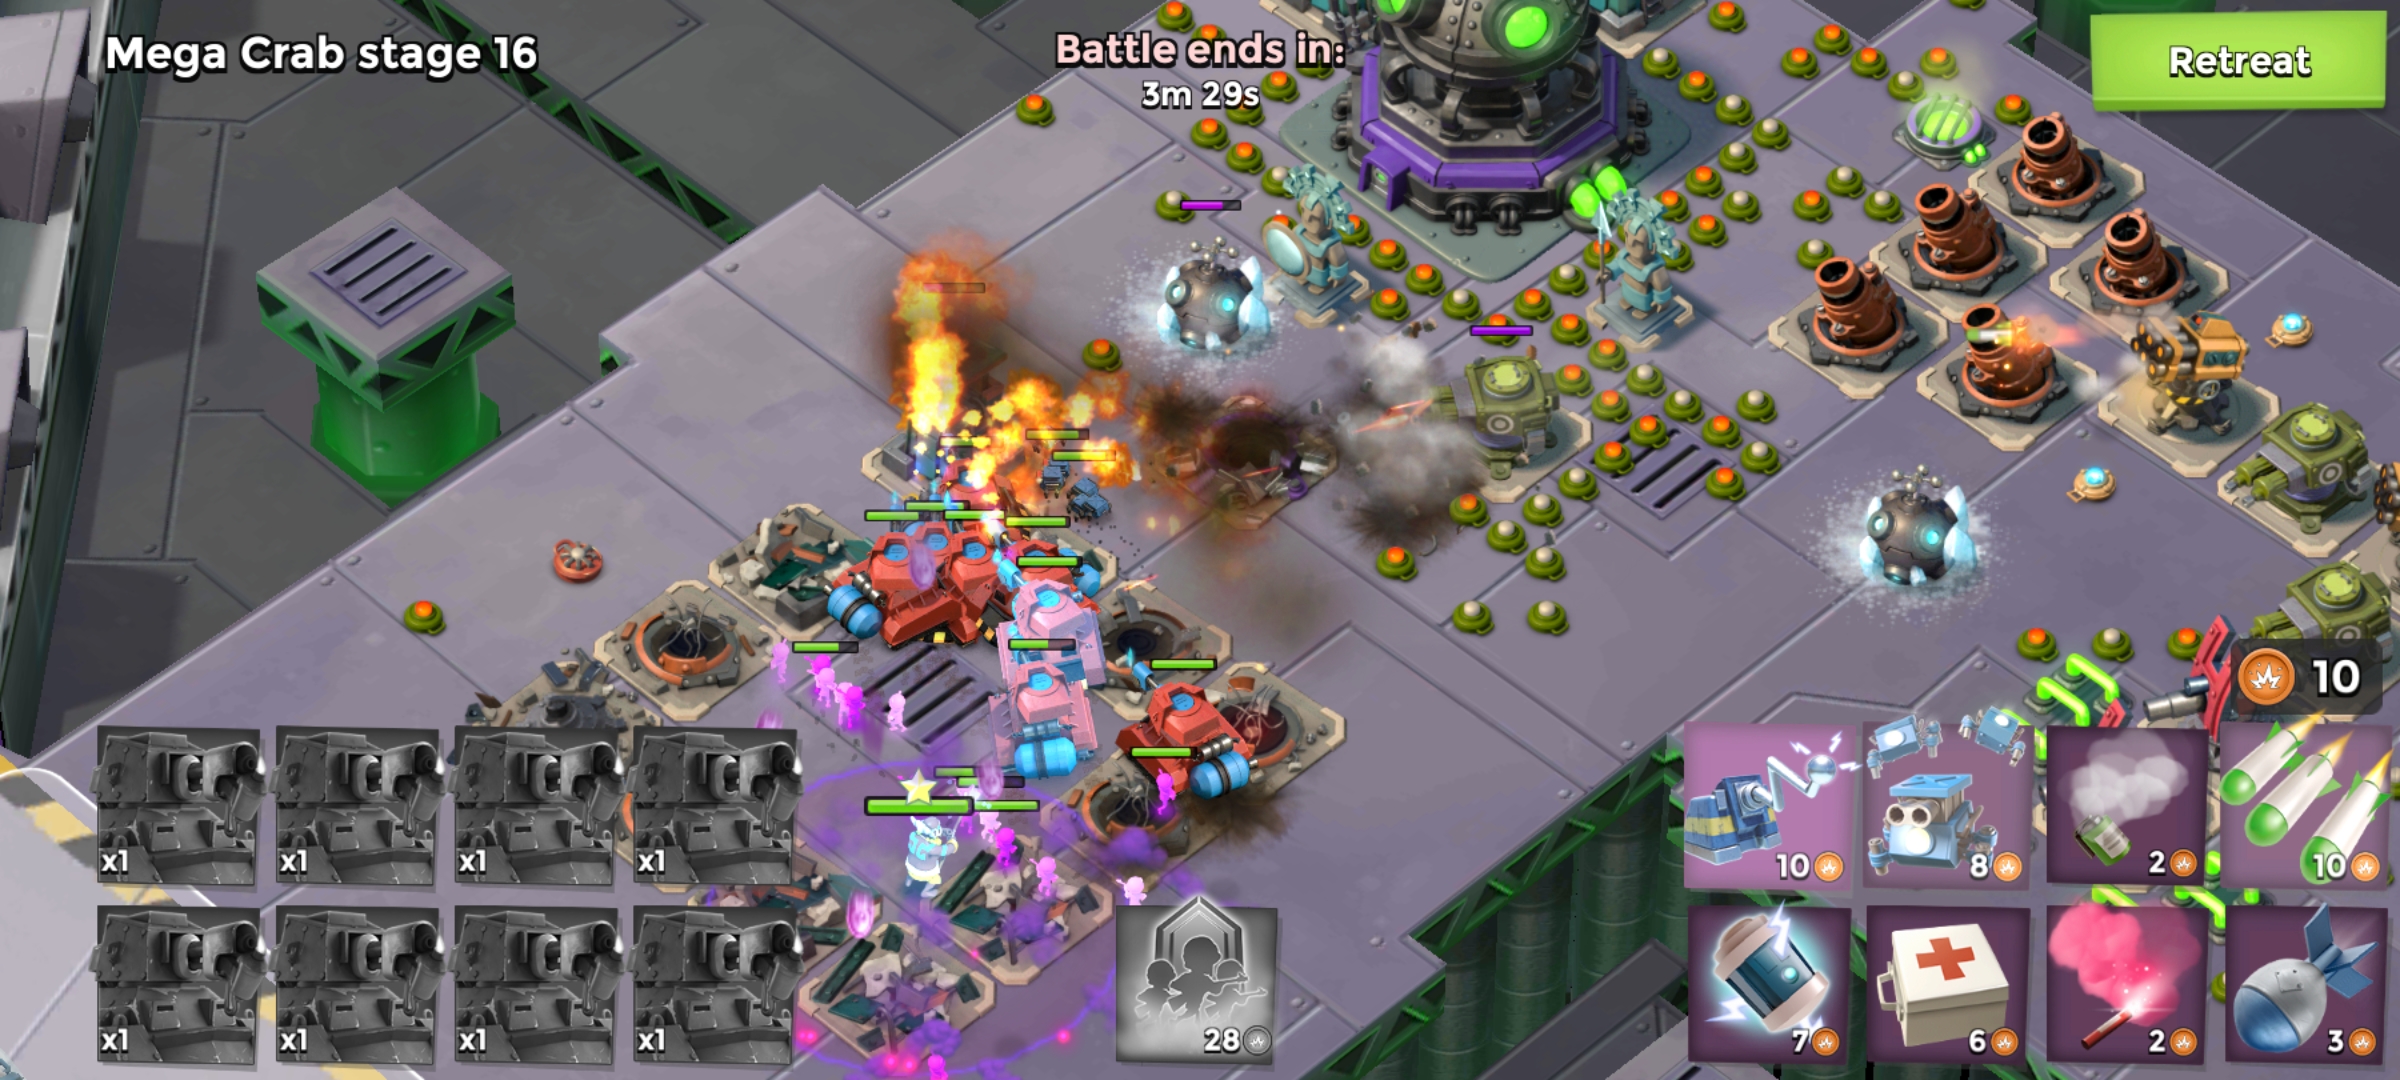 Mega Crab stage 16
Battle ends in:
3m 29s
Retreat
10
x1 x1 x1 x1
10 8 2 10
x1 x1 x1 x1
28
7 6 2 3